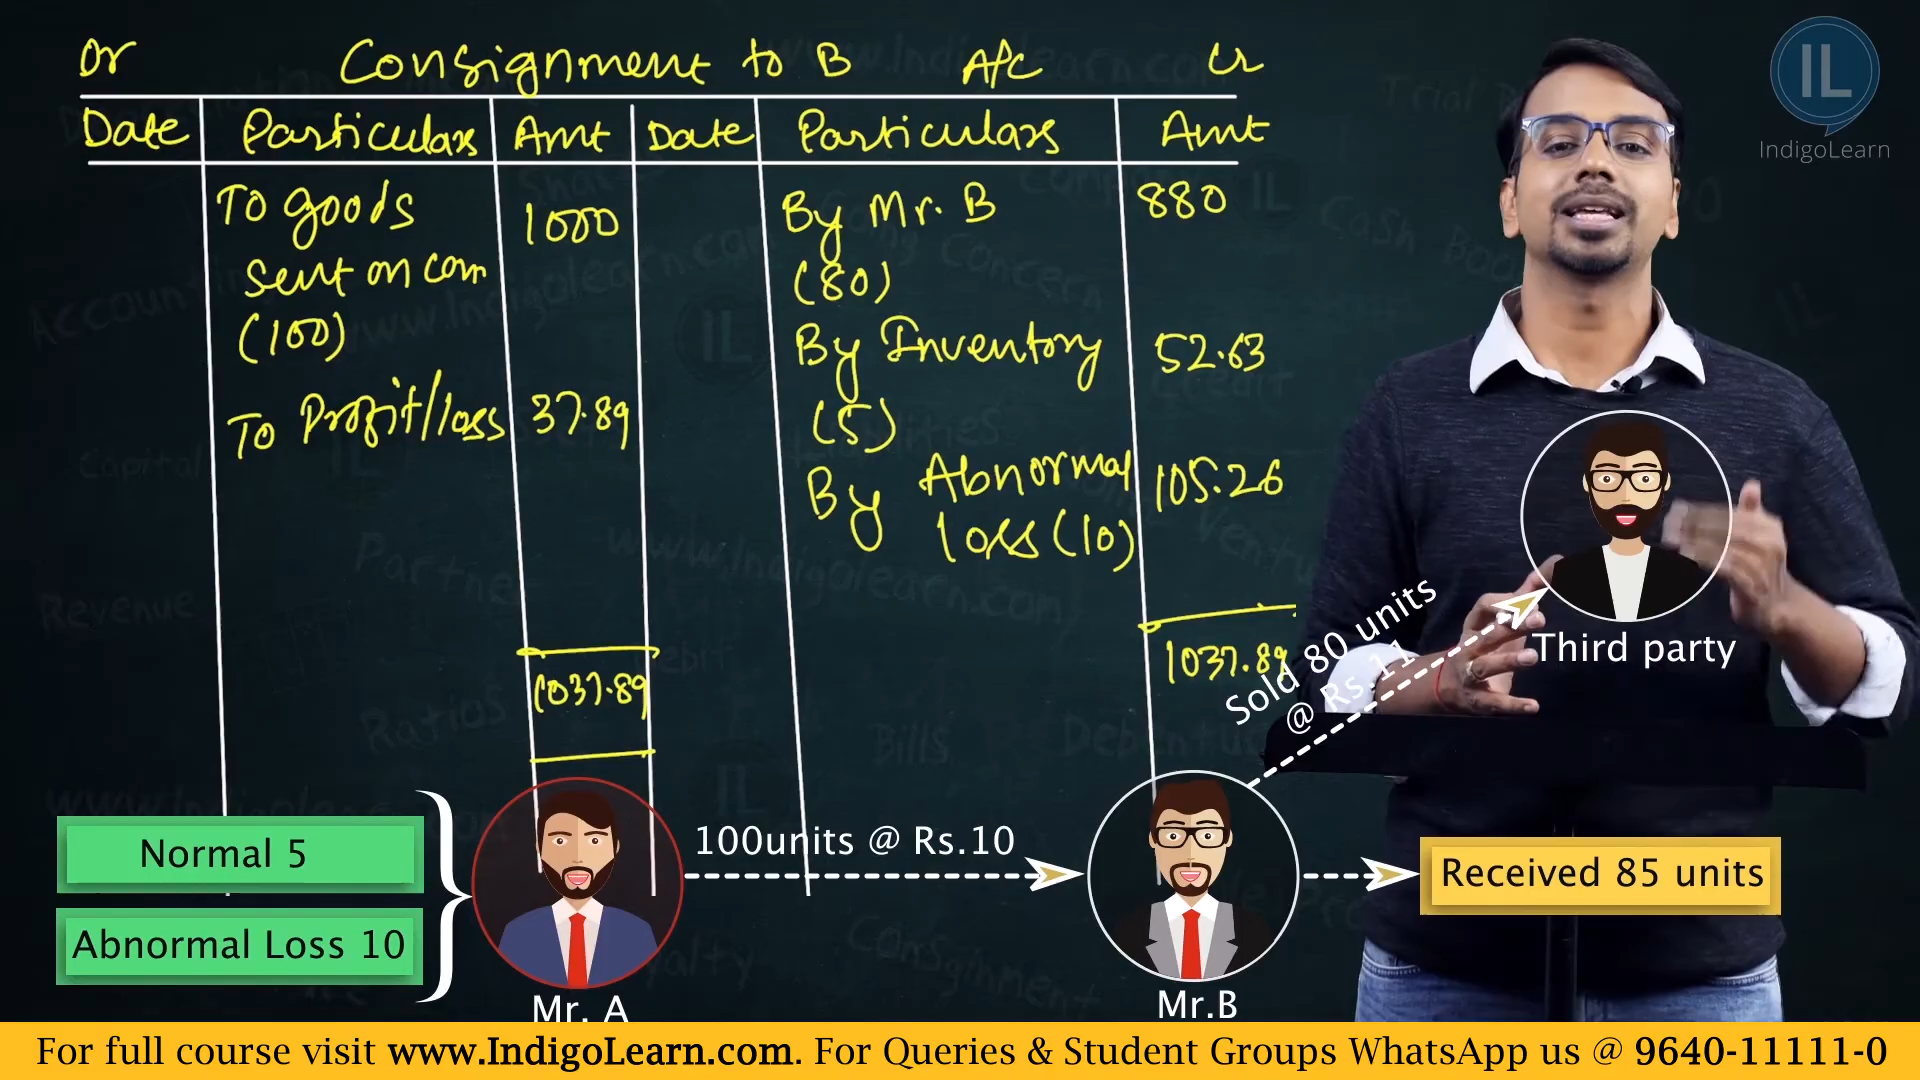 Dr Consignment to B A/C Cr
Date Particulars Amt Date Particulars Amt
To goods 1000 By Mr. B 880
sent on con (80)
(100) By Inventory 52.63
To Profit/loss 37.89 (5)
By Abnormal 105.26
loss (10)
1037.89
1037.89
IL
IndigoLearn
Sold 80 units
@ Rs.11
Third party
Normal 5
Abnormal Loss 10
100units @ Rs.10
Received 85 units
Mr. A
Mr.B
For full course visit www.IndigoLearn.com. For Queries & Student Groups WhatsApp us @ 9640-11111-0